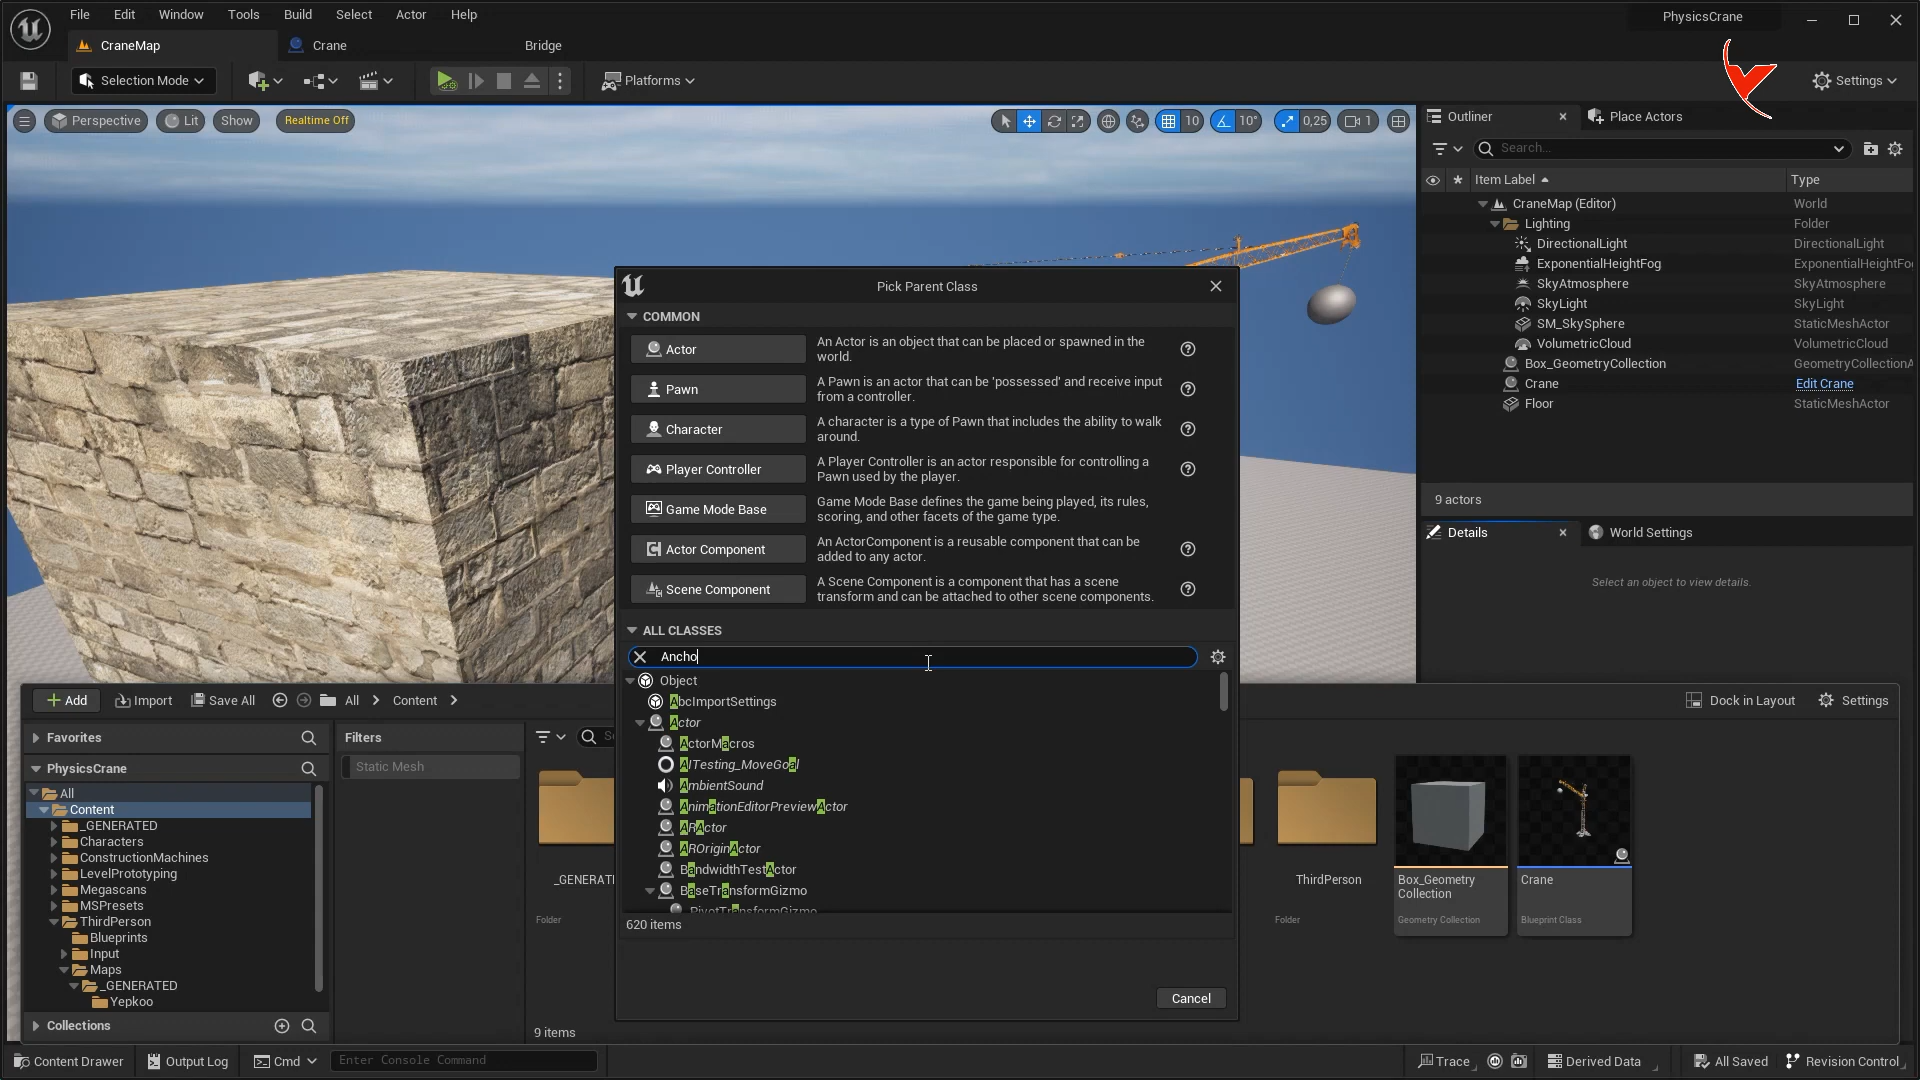 File Edit Window Tools Build Select Actor Help
PhysicsCrane
CraneMap
Crane
Bridge
Selection Mode
Platforms
Settings
Perspective
Lit
Show
Realtime Off
10
10°
0,25
1
Outliner
Place Actors
Search...
Item Label
Type
CraneMap (Editor)
World
Lighting
Folder
DirectionalLight
DirectionalLight
ExponentialHeightFog
ExponentialHeightFo
SkyAtmosphere
SkyAtmosphere
SkyLight
SkyLight
SM_SkySphere
StaticMeshActor
VolumetricCloud
VolumetricCloud
Box_GeometryCollection
GeometryCollectionA
Crane
Edit Crane
Floor
StaticMeshActor
9 actors
Details
World Settings
Select an object to view details.
Pick Parent Class
COMMON
Actor
An Actor is an object that can be placed or spawned in the
world.
Pawn
A Pawn is an actor that can be 'possessed' and receive input
from a controller.
Character
A character is a type of Pawn that includes the ability to walk
around.
Player Controller
A Player Controller is an actor responsible for controlling a
Pawn used by the player.
Game Mode Base
Game Mode Base defines the game being played, its rules,
scoring, and other facets of the game type.
Actor Component
An ActorComponent is a reusable component that can be
added to any actor.
Scene Component
A Scene Component is a component that has a scene
transform and can be attached to other scene components.
ALL CLASSES
Ancho
Object
AbcImportSettings
Actor
ActorMacros
AITesting_MoveGoal
AmbientSound
AnimationEditorPreviewActor
ARActor
AROriginActor
BandwidthTestActor
BaseTransformGizmo
PivotTransformGizmo
620 items
Cancel
Add
Import
Save All
All
Content
Dock in Layout
Settings
Favorites
PhysicsCrane
All
Content
_GENERATED
Characters
ConstructionMachines
LevelPrototyping
Megascans
MSPresets
ThirdPerson
Blueprints
Input
Maps
_GENERATED
Yepkoo
Collections
Filters
Static Mesh
_GENERAT
Folder
ThirdPerson
Folder
Box_Geometry
Collection
Geometry Collection
Crane
Blueprint Class
9 items
Content Drawer
Output Log
Cmd
Enter Console Command
Trace
Derived Data
All Saved
Revision Control